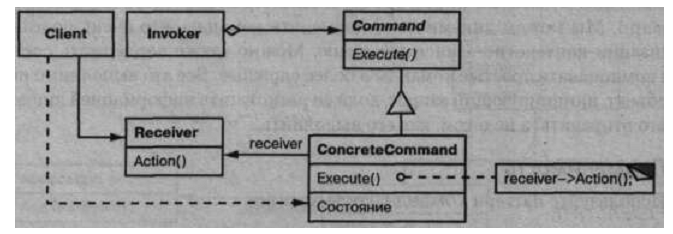 Client
Invoker
Command
Execute()
Receiver
Action()
receiver
ConcreteCommand
Execute()
receiver->Action();
Состояние